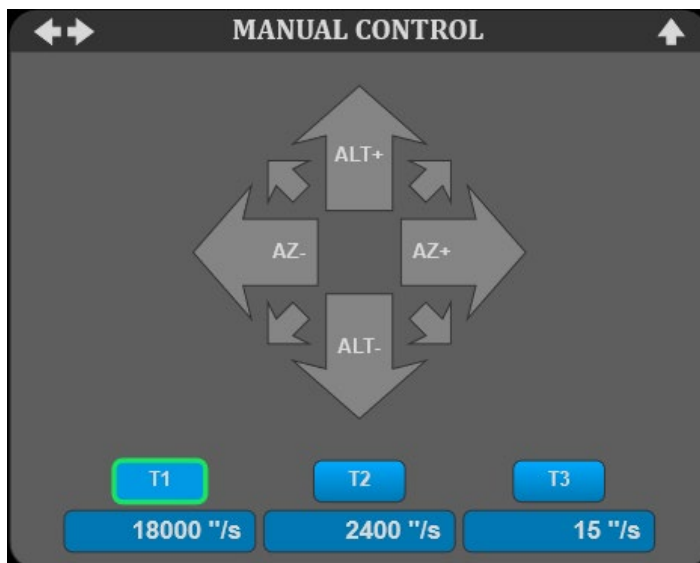 MANUAL CONTROL
ALT+
AZ- AZ+
ALT-
T1 T2 T3
18000 "/s 2400 "/s 15 "/s